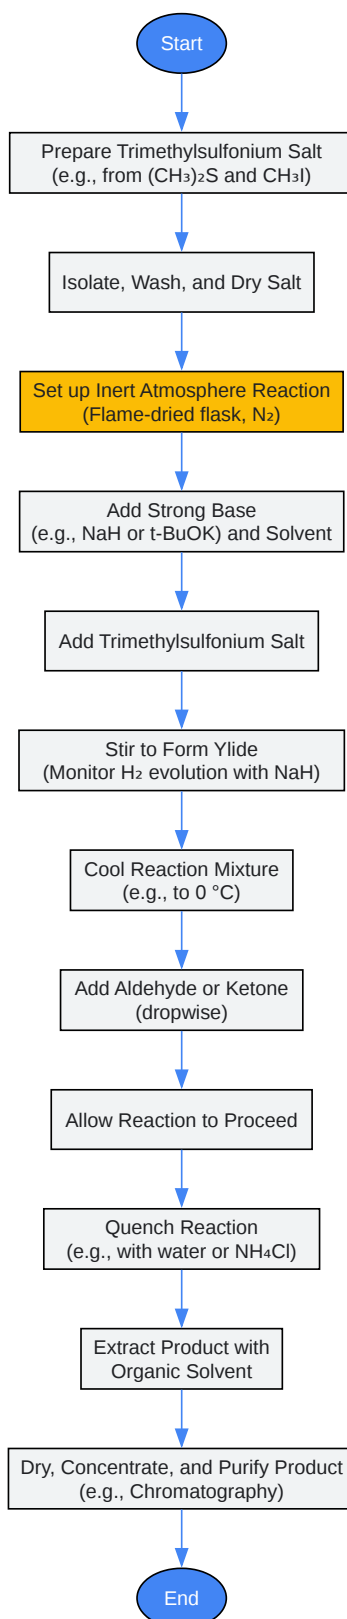 Start
Prepare Trimethylsulfonium Salt
(e.g., from (CH₃)₂S and CH₃I)
Isolate, Wash, and Dry Salt
Set up Inert Atmosphere Reaction
(Flame-dried flask, N₂)
Add Strong Base
(e.g., NaH or t-BuOK) and Solvent
Add Trimethylsulfonium Salt
Stir to Form Ylide
(Monitor H₂ evolution with NaH)
Cool Reaction Mixture
(e.g., to 0 °C)
Add Aldehyde or Ketone
(dropwise)
Allow Reaction to Proceed
Quench Reaction
(e.g., with water or NH₄Cl)
Extract Product with
Organic Solvent
Dry, Concentrate, and Purify Product
(e.g., Chromatography)
End